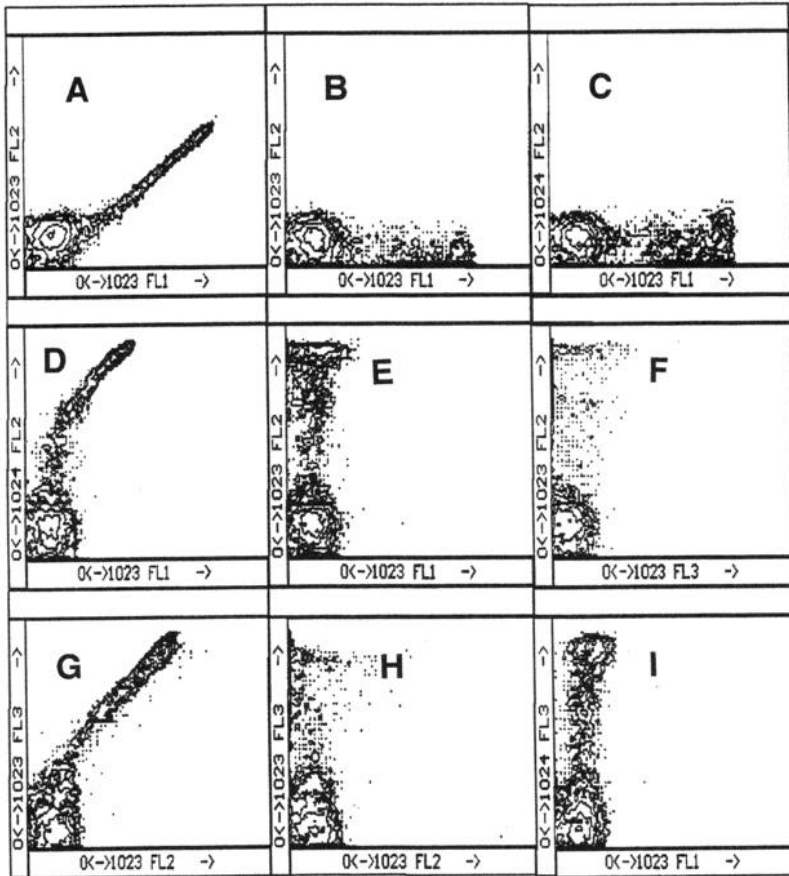 A
B
C
0<->1023 FL2 ->
0<->1023 FL2 ->
0<->1024 FL2 ->
0<->1023 FL1 ->
0<->1023 FL1 ->
0<->1023 FL1 ->
D
E
F
0<->1024 FL2 ->
0<->1023 FL2 ->
0<->1023 FL2 ->
0<->1023 FL1 ->
0<->1023 FL1 ->
0<->1023 FL3 ->
G
H
I
0<->1023 FL3 ->
0<->1023 FL3 ->
0<->1024 FL3 ->
0<->1023 FL2 ->
0<->1023 FL2 ->
0<->1023 FL1 ->